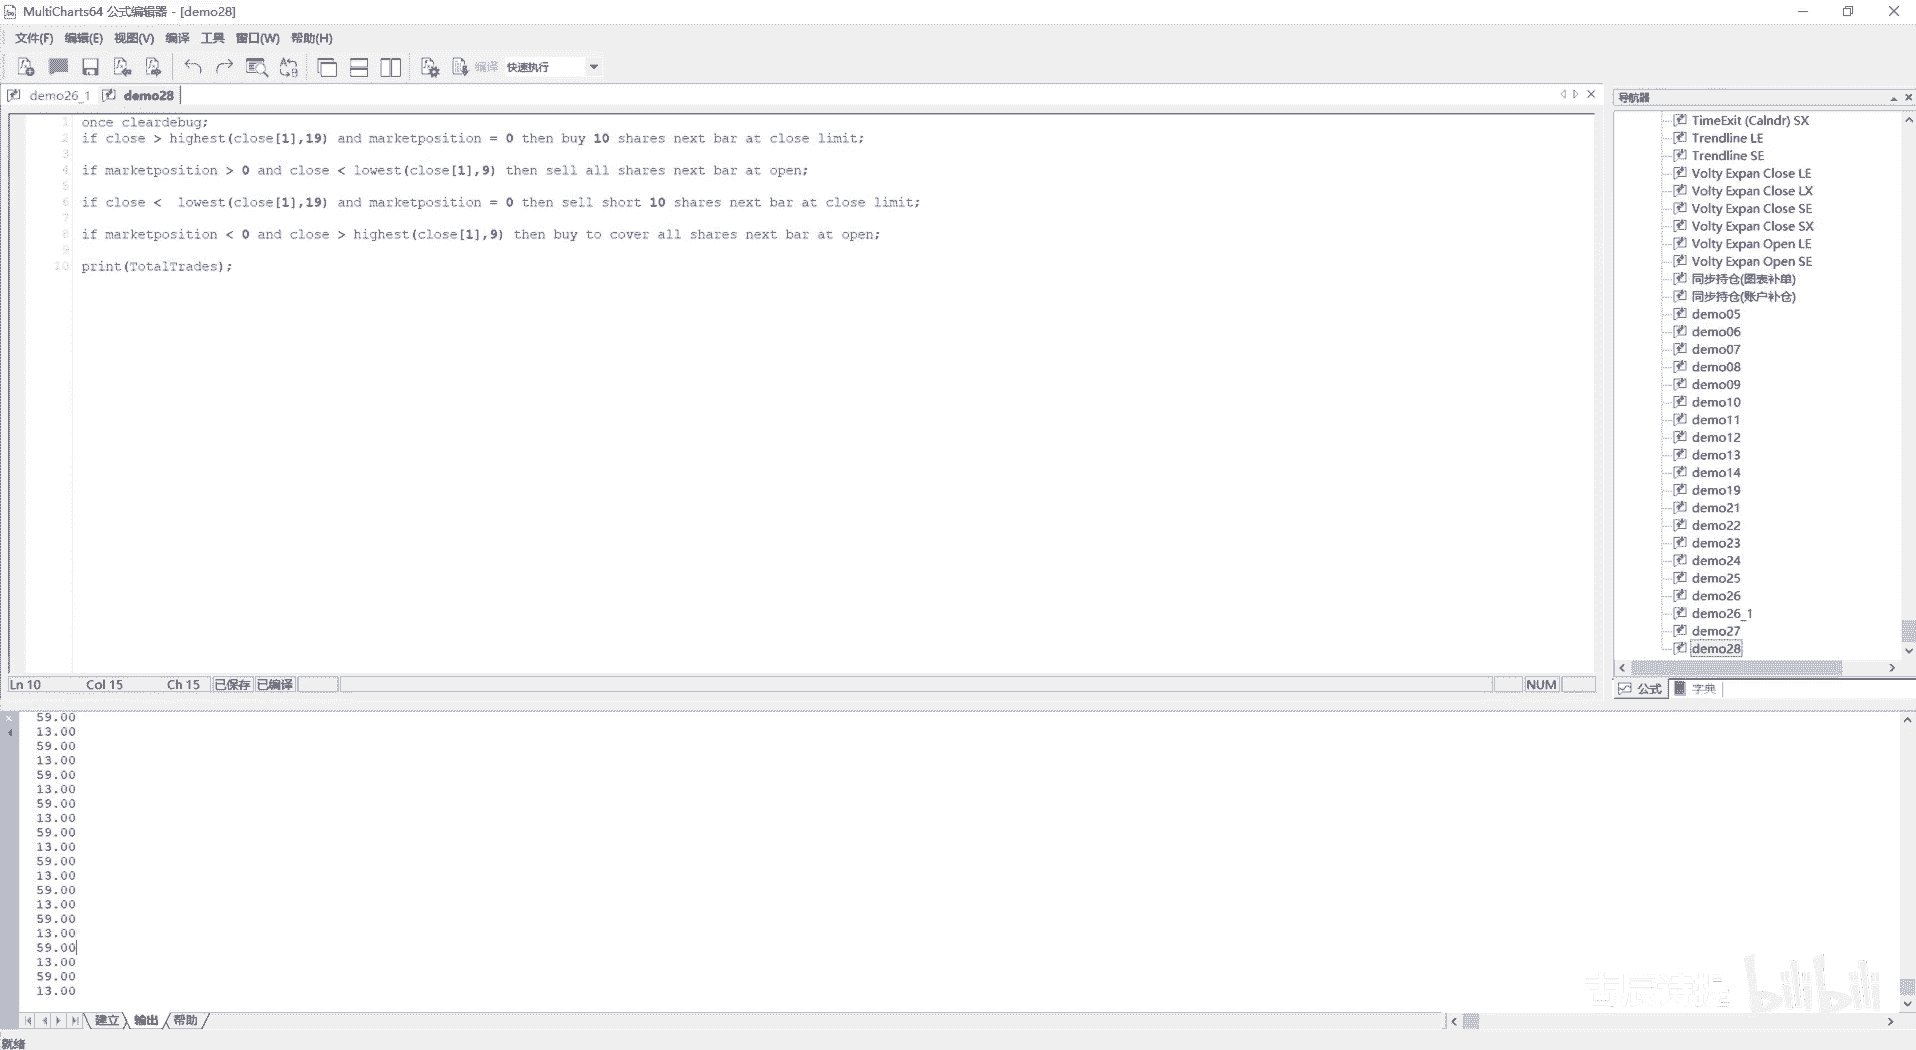 MultiCharts64 公式编辑器 - [demo28]
文件(F) 编辑(E) 视图(V) 编译 工具 窗口(W) 帮助(H)
编译 快速执行
demo26_1 demo28
1 once cleardebug;
2 if close > highest(close[1],19) and marketposition = 0 then buy 10 shares next bar at close limit;
3
4 if marketposition > 0 and close < lowest(close[1],9) then sell all shares next bar at open;
5
6 if close <  lowest(close[1],19) and marketposition = 0 then sell short 10 shares next bar at close limit;
7
8 if marketposition < 0 and close > highest(close[1],9) then buy to cover all shares next bar at open;
9
10 print(TotalTrades);
Ln 10 Col 15 Ch 15 已保存 已编译 NUM
导航器
TimeExit (Calndr) SX
Trendline LE
Trendline SE
Volty Expan Close LE
Volty Expan Close LX
Volty Expan Close SE
Volty Expan Close SX
Volty Expan Open LE
Volty Expan Open SE
同步持仓(图表补单)
同步持仓(账户补仓)
demo05
demo06
demo07
demo08
demo09
demo10
demo11
demo12
demo13
demo14
demo19
demo21
demo22
demo23
demo24
demo25
demo26
demo26_1
demo27
demo28
公式 字典
59.00
13.00
59.00
13.00
59.00
13.00
59.00
13.00
59.00
13.00
59.00
13.00
59.00
13.00
59.00
13.00
59.00
13.00
59.00
13.00
建立 输出 帮助
bilibili
就绪